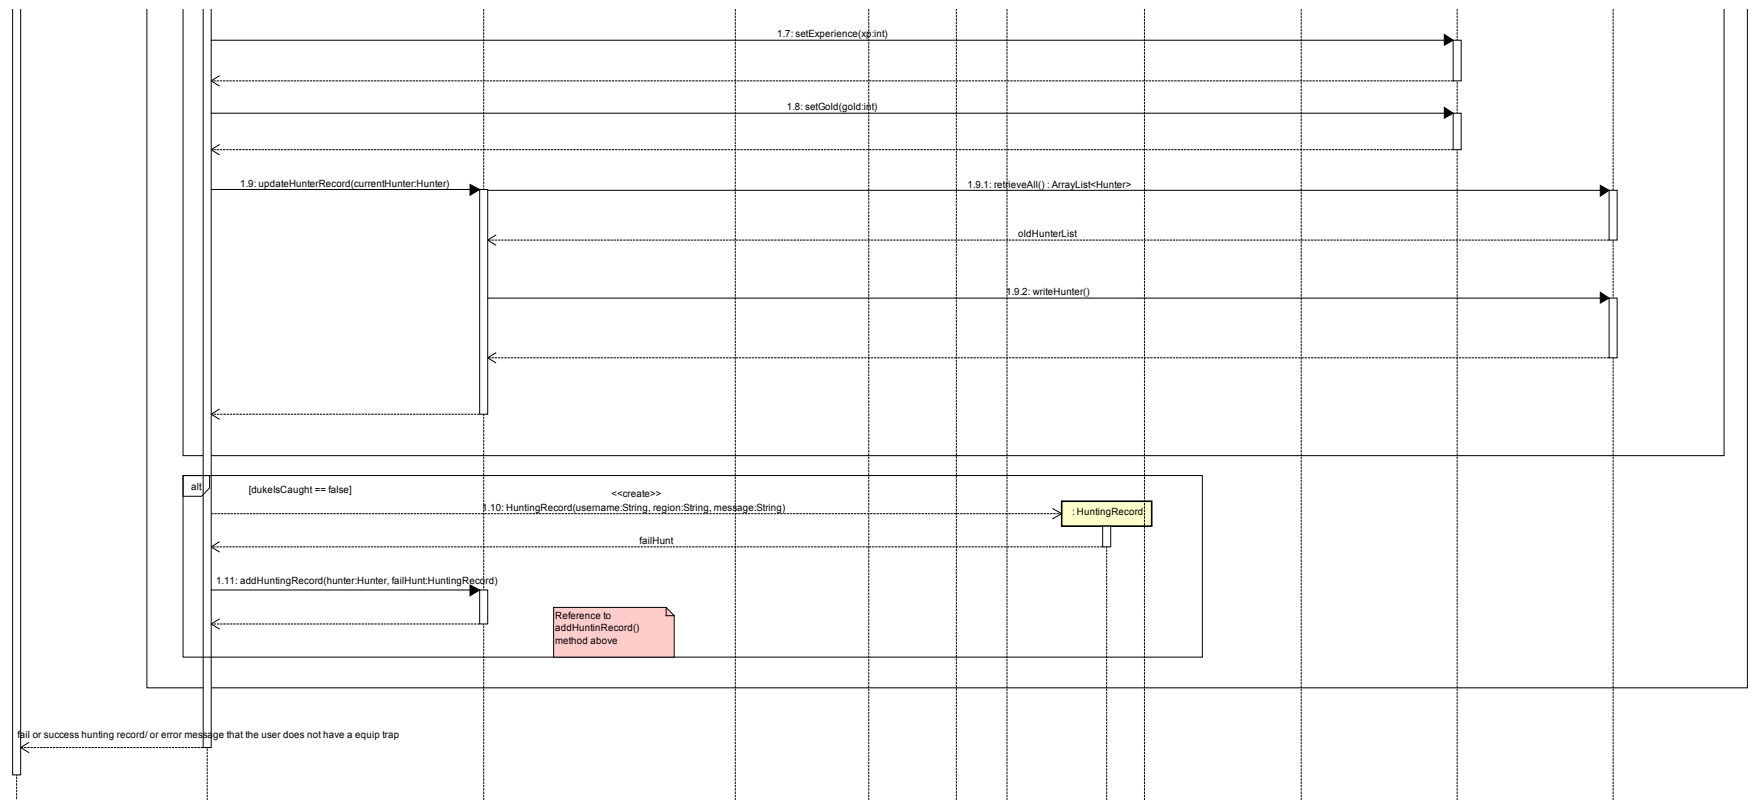 1.7: setExperience(xp:int)
1.8: setGold(gold:int)
1.9: updateHunterRecord(currentHunter:Hunter)
1.9.1: retrieveAll() : ArrayList<Hunter>
oldHunterList
1.9.2: writeHunter()
alt
[dukeIsCaught == false]
<<create>>
1.10: HuntingRecord(username:String, region:String, message:String)
: HuntingRecord
failHunt
1.11: addHuntingRecord(hunter:Hunter, failHunt:HuntingRecord)
Reference to
addHuntinRecord()
method above
fail or success hunting record/ or error message that the user does not have a equip trap